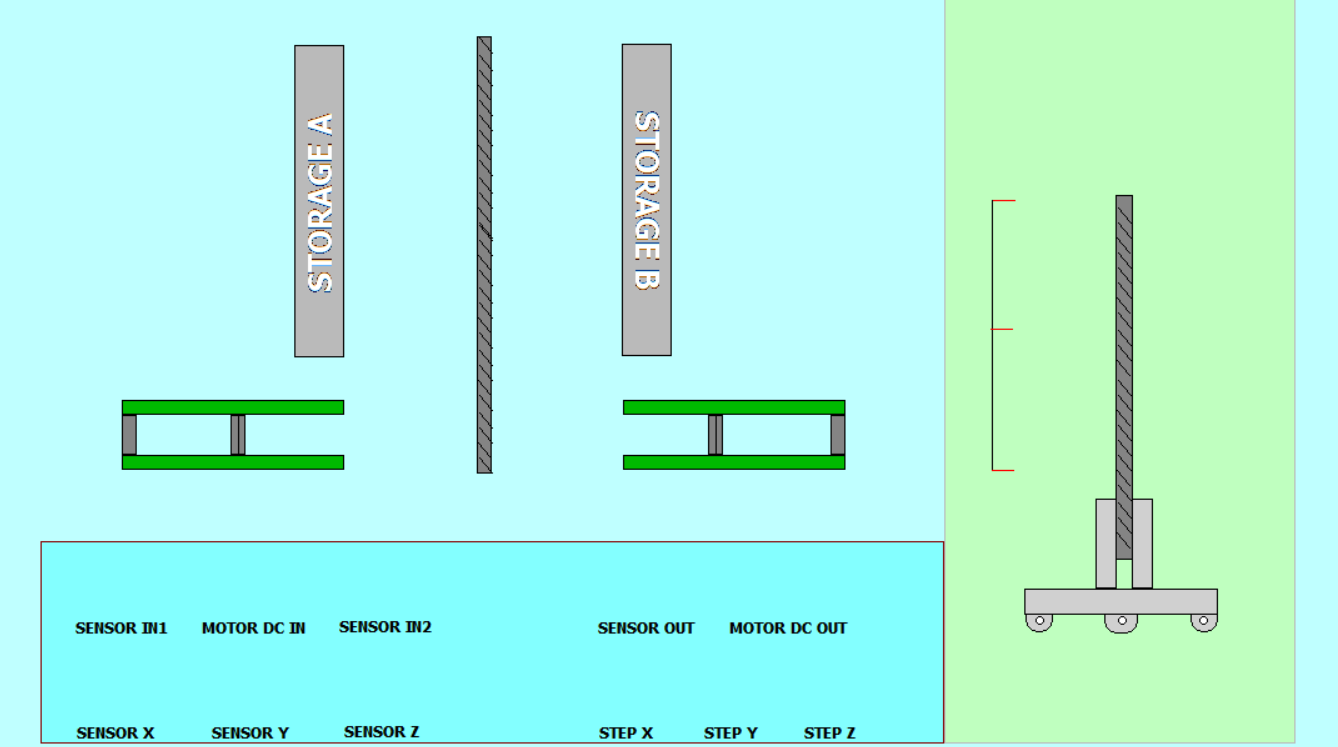 STORAGE A
STORAGE B
SENSOR IN1
MOTOR DC IN
SENSOR IN2
SENSOR OUT
MOTOR DC OUT
SENSOR X
SENSOR Y
SENSOR Z
STEP X
STEP Y
STEP Z